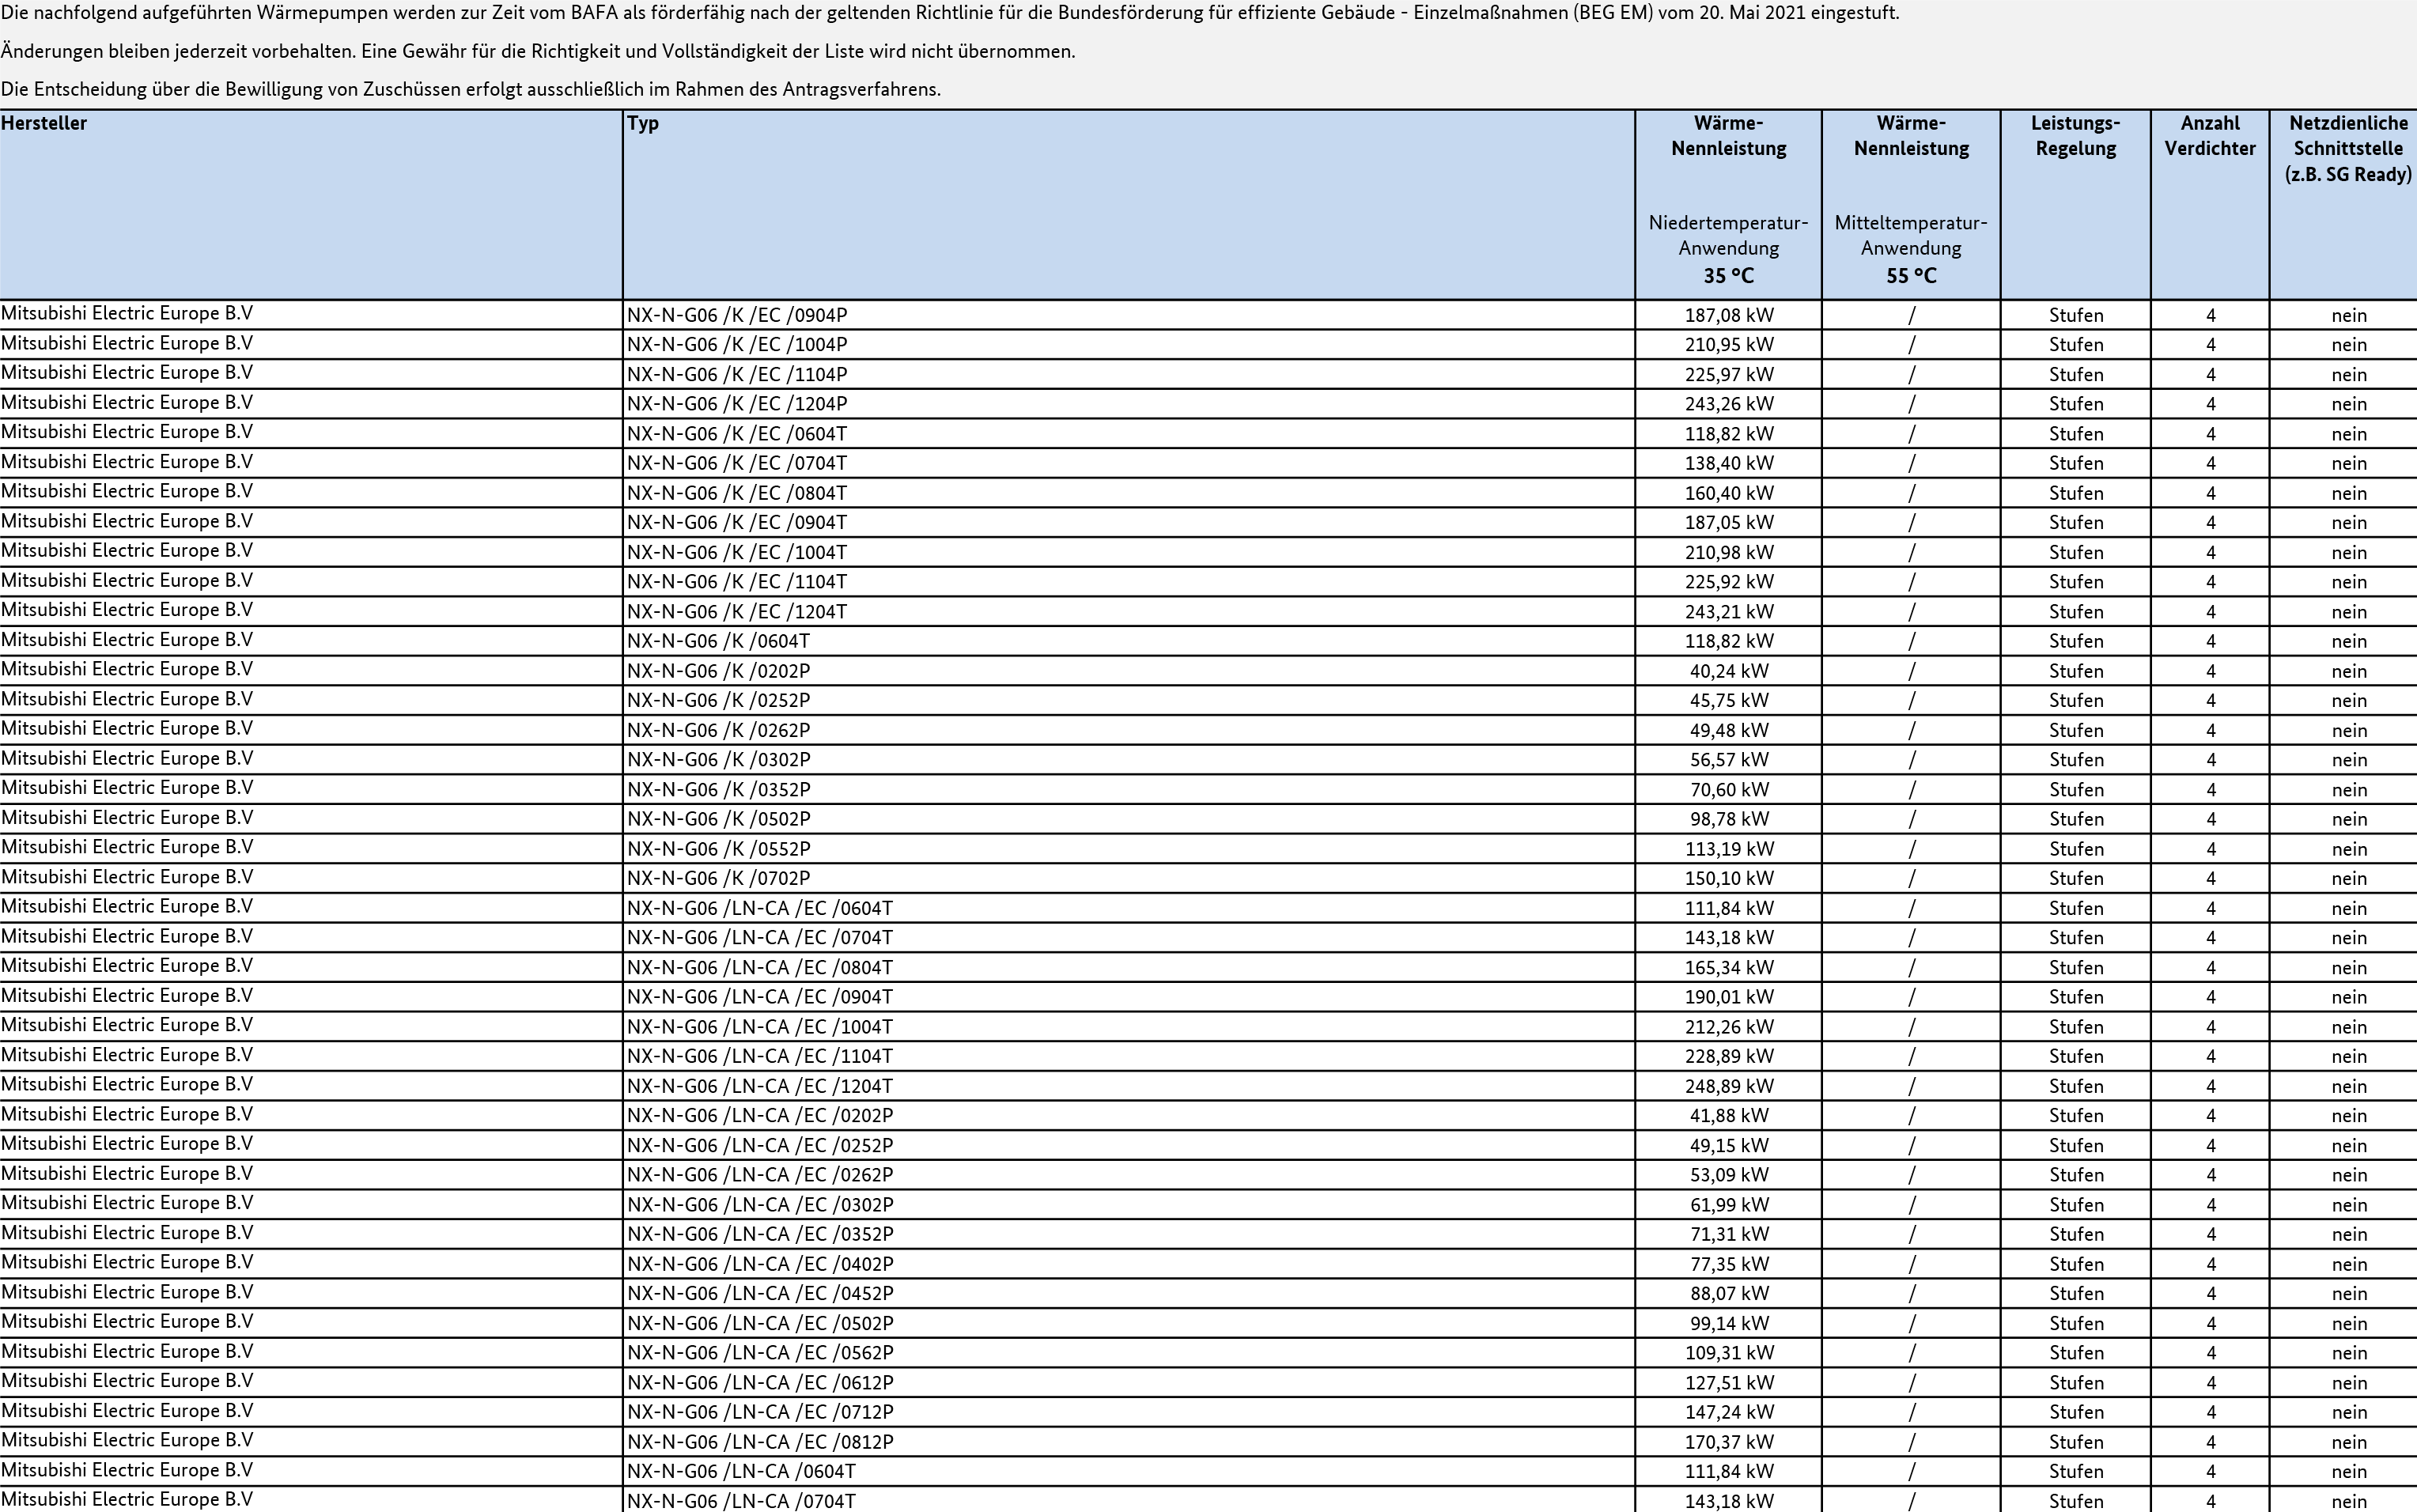 Die nachfolgend aufgeführten Wärmepumpen werden zur Zeit vom BAFA als förderfähig nach der geltenden Richtlinie für die Bundesförderung für effiziente Gebäude - Einzelmaßnahmen (BEG EM) vom 20. Mai 2021 eingestuft.
Änderungen bleiben jederzeit vorbehalten. Eine Gewähr für die Richtigkeit und Vollständigkeit der Liste wird nicht übernommen.
Die Entscheidung über die Bewilligung von Zuschüssen erfolgt ausschließlich im Rahmen des Antragsverfahrens.
Hersteller Typ Wärme- Wärme- Leistungs- Anzahl Netzdienliche
Nennleistung Nennleistung Regelung Verdichter Schnittstelle
(z.B. SG Ready)
Niedertemperatur- Mitteltemperatur-
Anwendung Anwendung
35 °C 55 °C
Mitsubishi Electric Europe B.V NX-N-G06 /K /EC /0904P 187,08 kW / Stufen 4 nein
Mitsubishi Electric Europe B.V NX-N-G06 /K /EC /1004P 210,95 kW / Stufen 4 nein
Mitsubishi Electric Europe B.V NX-N-G06 /K /EC /1104P 225,97 kW / Stufen 4 nein
Mitsubishi Electric Europe B.V NX-N-G06 /K /EC /1204P 243,26 kW / Stufen 4 nein
Mitsubishi Electric Europe B.V NX-N-G06 /K /EC /0604T 118,82 kW / Stufen 4 nein
Mitsubishi Electric Europe B.V NX-N-G06 /K /EC /0704T 138,40 kW / Stufen 4 nein
Mitsubishi Electric Europe B.V NX-N-G06 /K /EC /0804T 160,40 kW / Stufen 4 nein
Mitsubishi Electric Europe B.V NX-N-G06 /K /EC /0904T 187,05 kW / Stufen 4 nein
Mitsubishi Electric Europe B.V NX-N-G06 /K /EC /1004T 210,98 kW / Stufen 4 nein
Mitsubishi Electric Europe B.V NX-N-G06 /K /EC /1104T 225,92 kW / Stufen 4 nein
Mitsubishi Electric Europe B.V NX-N-G06 /K /EC /1204T 243,21 kW / Stufen 4 nein
Mitsubishi Electric Europe B.V NX-N-G06 /K /0604T 118,82 kW / Stufen 4 nein
Mitsubishi Electric Europe B.V NX-N-G06 /K /0202P 40,24 kW / Stufen 4 nein
Mitsubishi Electric Europe B.V NX-N-G06 /K /0252P 45,75 kW / Stufen 4 nein
Mitsubishi Electric Europe B.V NX-N-G06 /K /0262P 49,48 kW / Stufen 4 nein
Mitsubishi Electric Europe B.V NX-N-G06 /K /0302P 56,57 kW / Stufen 4 nein
Mitsubishi Electric Europe B.V NX-N-G06 /K /0352P 70,60 kW / Stufen 4 nein
Mitsubishi Electric Europe B.V NX-N-G06 /K /0502P 98,78 kW / Stufen 4 nein
Mitsubishi Electric Europe B.V NX-N-G06 /K /0552P 113,19 kW / Stufen 4 nein
Mitsubishi Electric Europe B.V NX-N-G06 /K /0702P 150,10 kW / Stufen 4 nein
Mitsubishi Electric Europe B.V NX-N-G06 /LN-CA /EC /0604T 111,84 kW / Stufen 4 nein
Mitsubishi Electric Europe B.V NX-N-G06 /LN-CA /EC /0704T 143,18 kW / Stufen 4 nein
Mitsubishi Electric Europe B.V NX-N-G06 /LN-CA /EC /0804T 165,34 kW / Stufen 4 nein
Mitsubishi Electric Europe B.V NX-N-G06 /LN-CA /EC /0904T 190,01 kW / Stufen 4 nein
Mitsubishi Electric Europe B.V NX-N-G06 /LN-CA /EC /1004T 212,26 kW / Stufen 4 nein
Mitsubishi Electric Europe B.V NX-N-G06 /LN-CA /EC /1104T 228,89 kW / Stufen 4 nein
Mitsubishi Electric Europe B.V NX-N-G06 /LN-CA /EC /1204T 248,89 kW / Stufen 4 nein
Mitsubishi Electric Europe B.V NX-N-G06 /LN-CA /EC /0202P 41,88 kW / Stufen 4 nein
Mitsubishi Electric Europe B.V NX-N-G06 /LN-CA /EC /0252P 49,15 kW / Stufen 4 nein
Mitsubishi Electric Europe B.V NX-N-G06 /LN-CA /EC /0262P 53,09 kW / Stufen 4 nein
Mitsubishi Electric Europe B.V NX-N-G06 /LN-CA /EC /0302P 61,99 kW / Stufen 4 nein
Mitsubishi Electric Europe B.V NX-N-G06 /LN-CA /EC /0352P 71,31 kW / Stufen 4 nein
Mitsubishi Electric Europe B.V NX-N-G06 /LN-CA /EC /0402P 77,35 kW / Stufen 4 nein
Mitsubishi Electric Europe B.V NX-N-G06 /LN-CA /EC /0452P 88,07 kW / Stufen 4 nein
Mitsubishi Electric Europe B.V NX-N-G06 /LN-CA /EC /0502P 99,14 kW / Stufen 4 nein
Mitsubishi Electric Europe B.V NX-N-G06 /LN-CA /EC /0562P 109,31 kW / Stufen 4 nein
Mitsubishi Electric Europe B.V NX-N-G06 /LN-CA /EC /0612P 127,51 kW / Stufen 4 nein
Mitsubishi Electric Europe B.V NX-N-G06 /LN-CA /EC /0712P 147,24 kW / Stufen 4 nein
Mitsubishi Electric Europe B.V NX-N-G06 /LN-CA /EC /0812P 170,37 kW / Stufen 4 nein
Mitsubishi Electric Europe B.V NX-N-G06 /LN-CA /0604T 111,84 kW / Stufen 4 nein
Mitsubishi Electric Europe B.V NX-N-G06 /LN-CA /0704T 143,18 kW / Stufen 4 nein